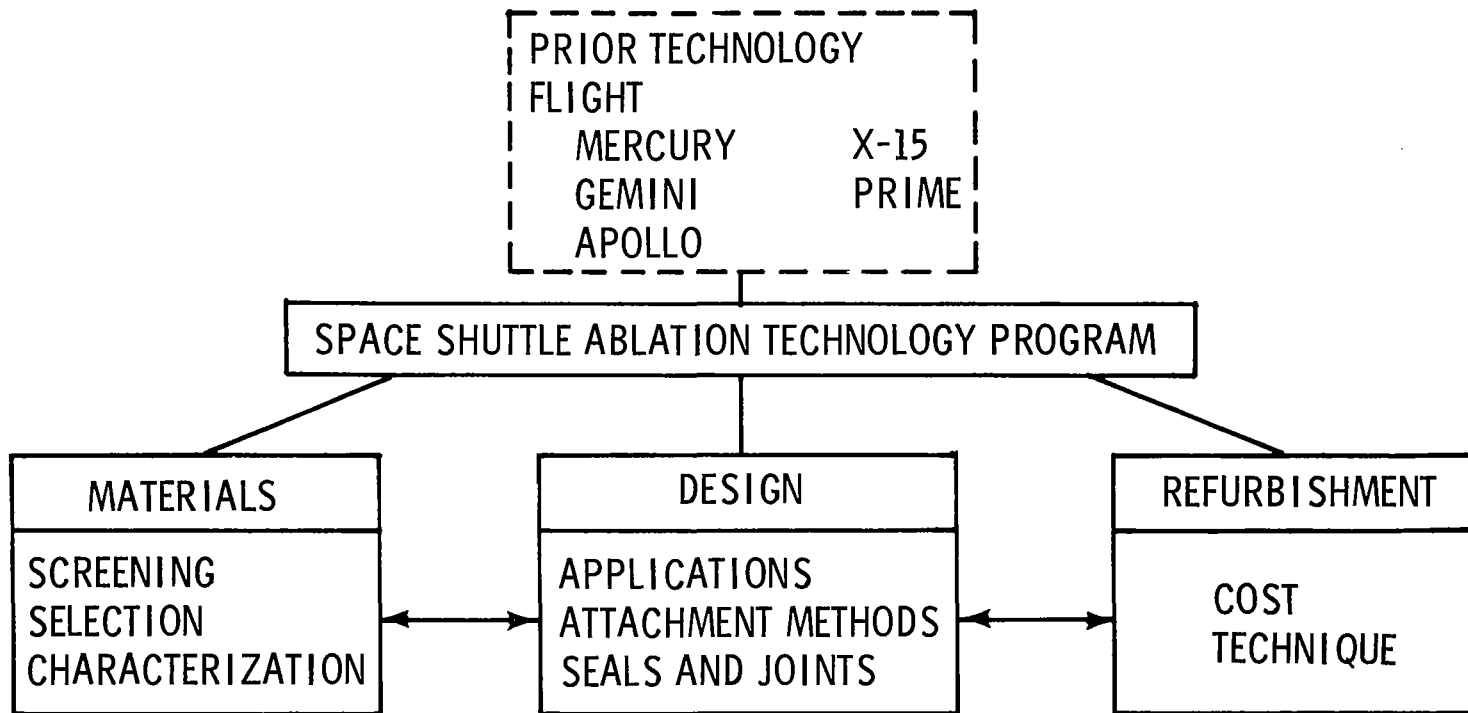 PRIOR TECHNOLOGY
FLIGHT
MERCURY X-15
GEMINI PRIME
APOLLO
SPACE SHUTTLE ABLATION TECHNOLOGY PROGRAM
MATERIALS
SCREENING
SELECTION
CHARACTERIZATION
DESIGN
APPLICATIONS
ATTACHMENT METHODS
SEALS AND JOINTS
REFURBISHMENT
COST
TECHNIQUE